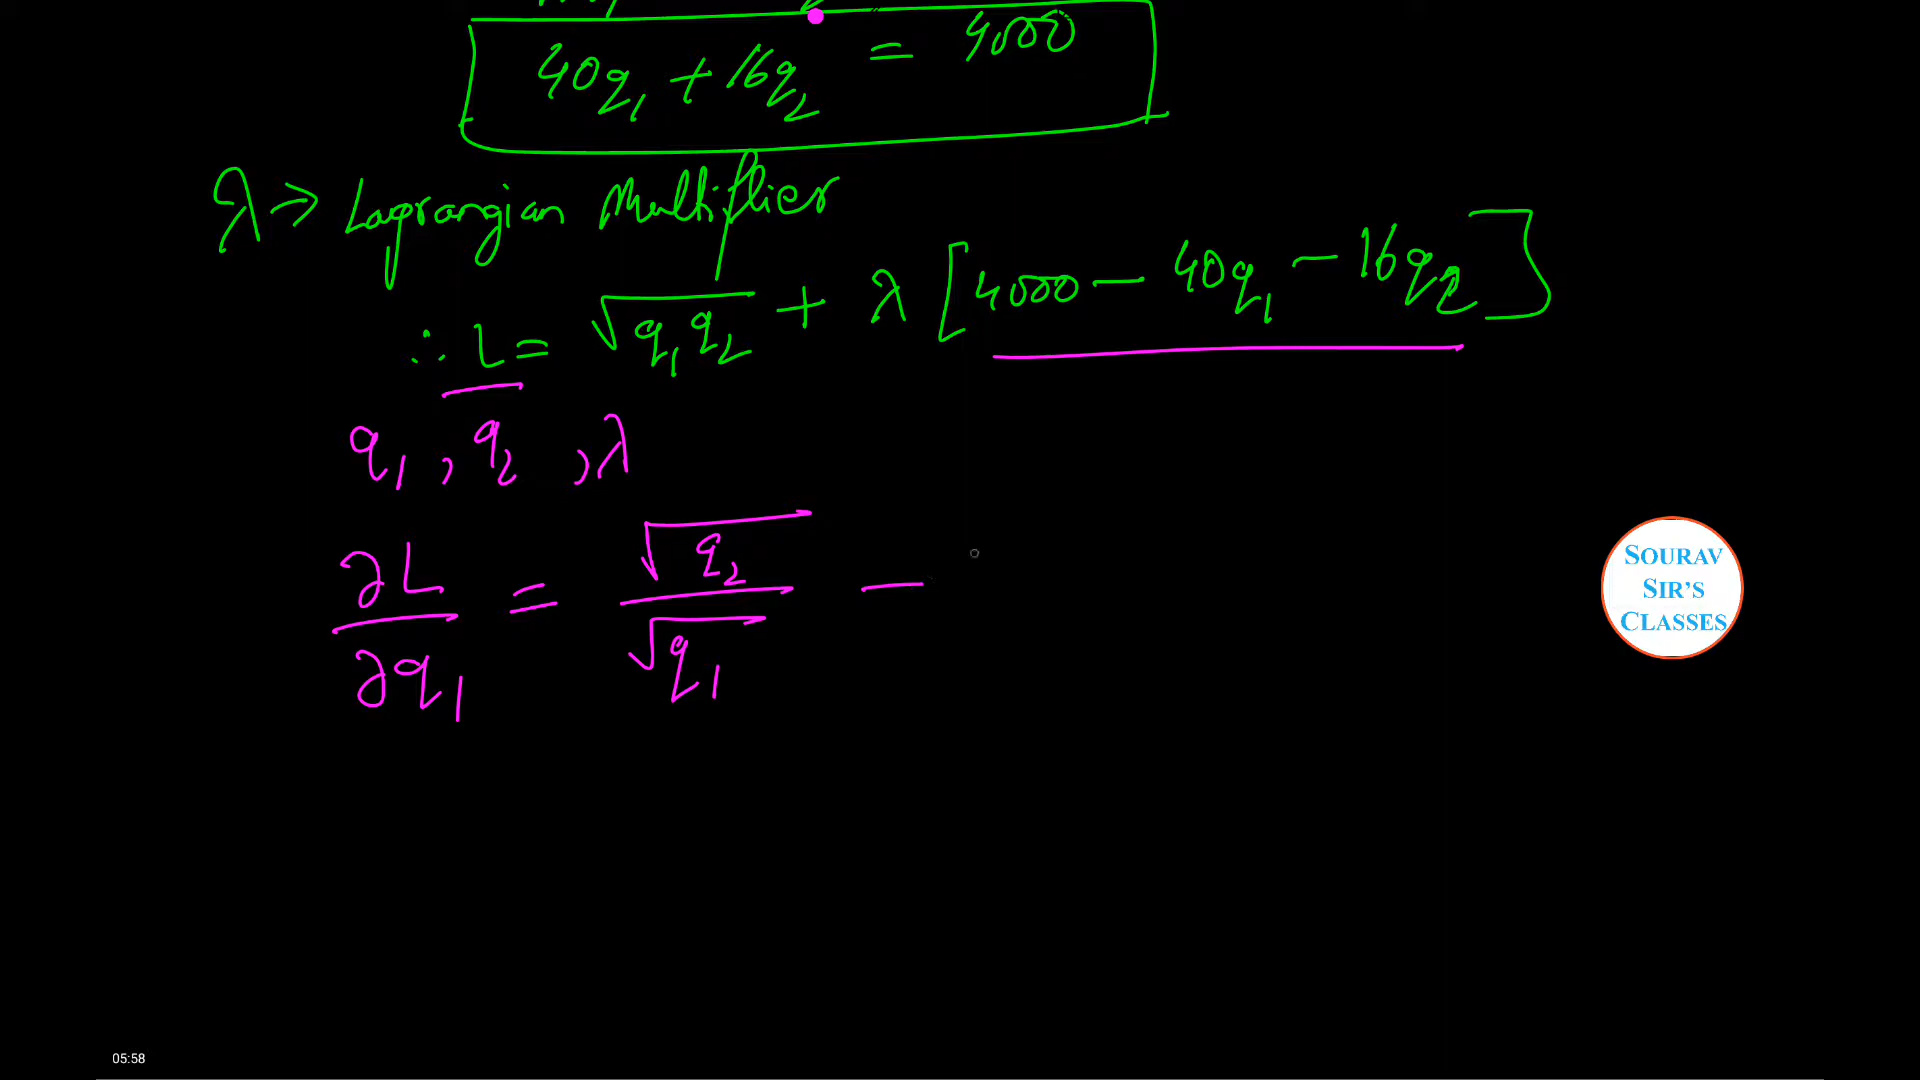 40q₁ + 16q₂ = 4000
λ → Lagrangian Multiplier
∴ L = √q₁q₂ + λ [4000 − 40q₁ − 16q₂]
q₁, q₂, λ
∂L/∂q₁ = √q₂/√q₁ −
SOURAV
SIR'S
CLASSES
05:58